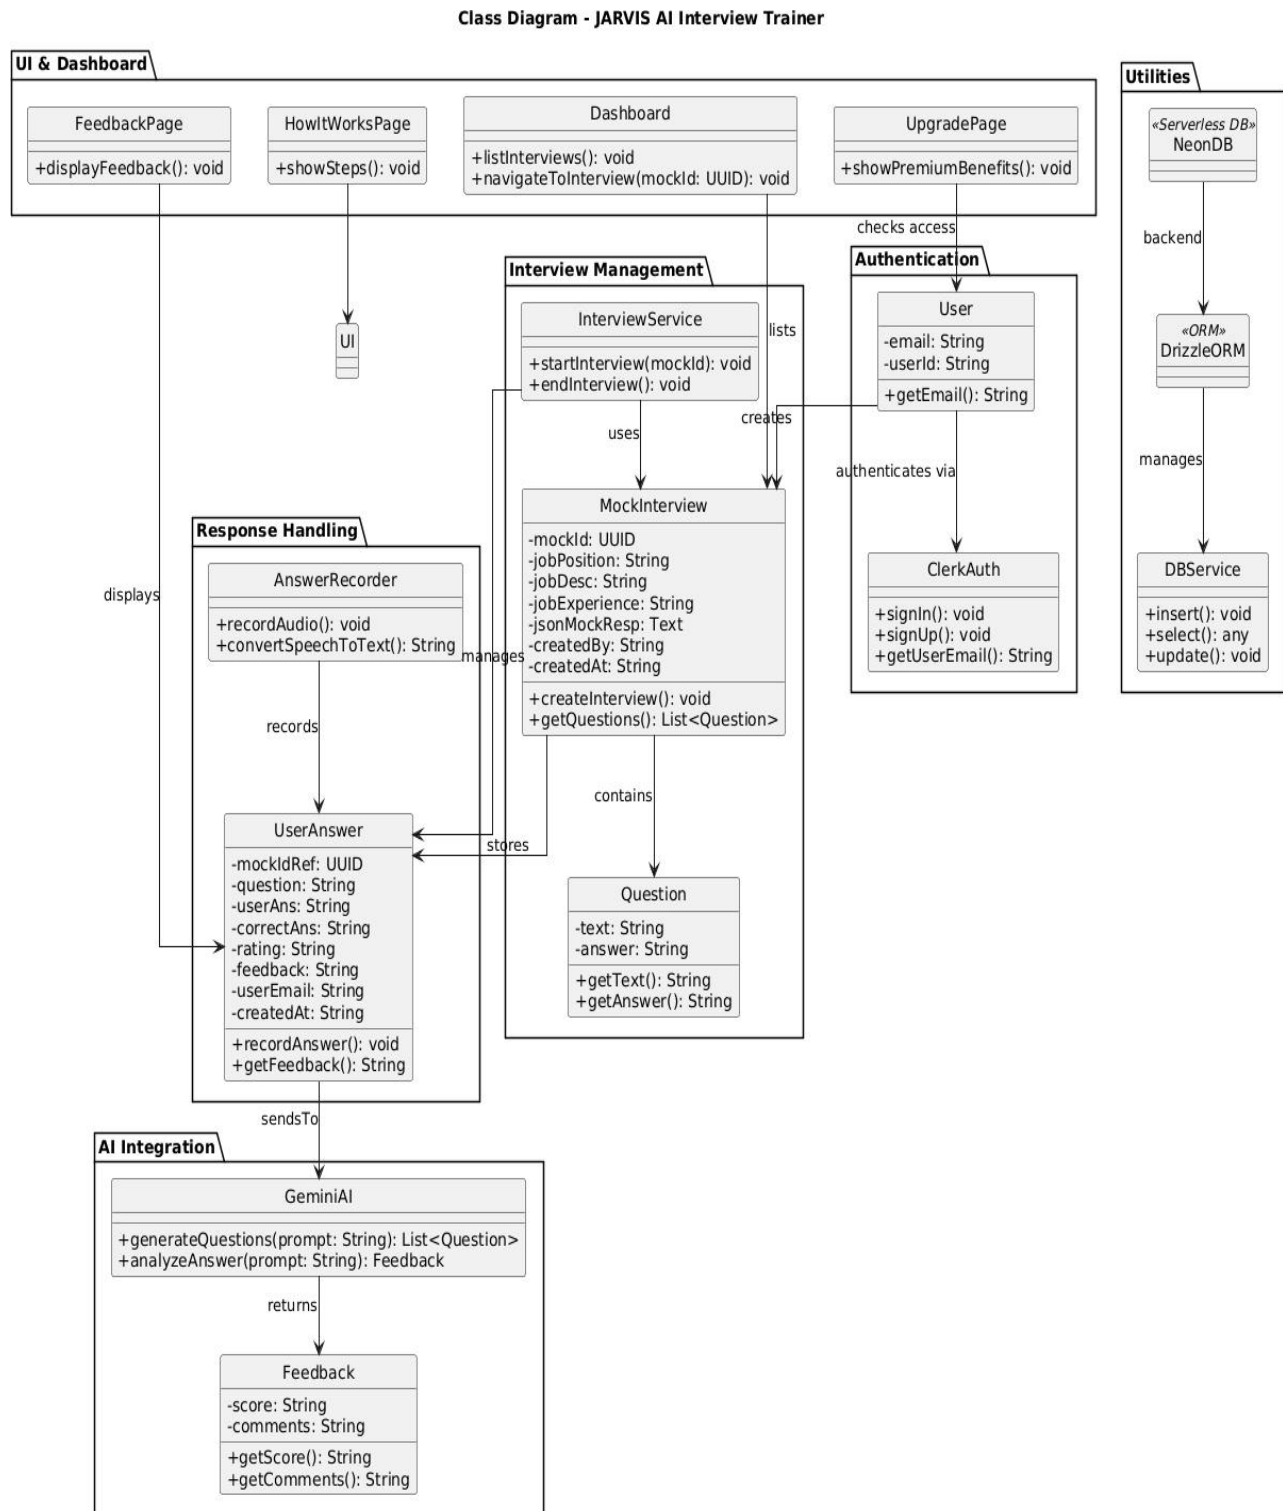 Class Diagram - JARVIS AI Interview Trainer
UI & Dashboard
FeedbackPage
+displayFeedback(): void
HowItWorksPage
+showSteps(): void
Dashboard
+listInterviews(): void
+navigateToInterview(mockId: UUID): void
UpgradePage
+showPremiumBenefits(): void
Utilities
«Serverless DB»
NeonDB
backend
«ORM»
DrizzleORM
manages
DBService
+insert(): void
+select(): any
+update(): void
checks access
Authentication
User
-email: String
-userId: String
+getEmail(): String
authenticates via
ClerkAuth
+signIn(): void
+signUp(): void
+getUserEmail(): String
UI
Interview Management
InterviewService
+startInterview(mockId): void
+endInterview(): void
lists
creates
uses
MockInterview
-mockId: UUID
-jobPosition: String
-jobDesc: String
-jobExperience: String
-jsonMockResp: Text
-createdBy: String
-createdAt: String
+createInterview(): void
+getQuestions(): List<Question>
contains
Question
-text: String
-answer: String
+getText(): String
+getAnswer(): String
Response Handling
AnswerRecorder
+recordAudio(): void
+convertSpeechToText(): String
displays
manages
records
stores
UserAnswer
-mockIdRef: UUID
-question: String
-userAns: String
-correctAns: String
-rating: String
-feedback: String
-userEmail: String
-createdAt: String
+recordAnswer(): void
+getFeedback(): String
sendsTo
AI Integration
GeminiAI
+generateQuestions(prompt: String): List<Question>
+analyzeAnswer(prompt: String): Feedback
returns
Feedback
-score: String
-comments: String
+getScore(): String
+getComments(): String